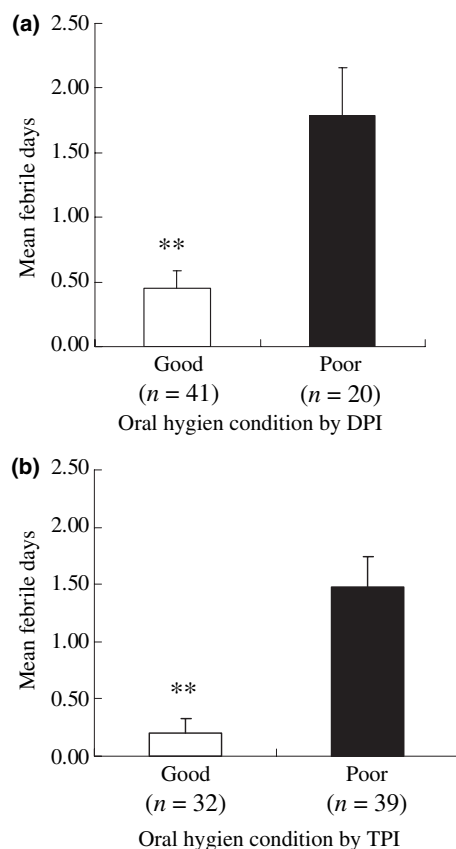 (a)
2.50
2.00
1.50
1.00
0.50
0.00
Mean febrile days
**
Good
Poor
(n = 41)
(n = 20)
Oral hygien condition by DPI
(b)
2.50
2.00
1.50
1.00
0.50
0.00
Mean febrile days
**
Good
Poor
(n = 32)
(n = 39)
Oral hygien condition by TPI